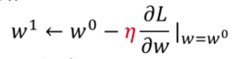 w¹ ← w⁰ − η ∂L/∂w |w=w⁰